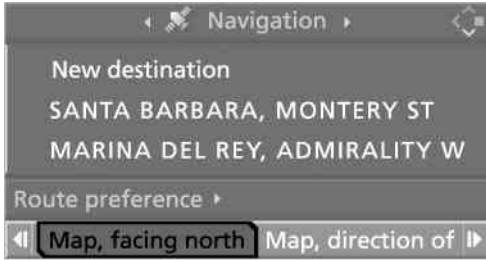 Navigation
New destination
SANTA BARBARA, MONTERY ST
MARINA DEL REY, ADMIRALITY W
Route preference
Map, facing north Map, direction of